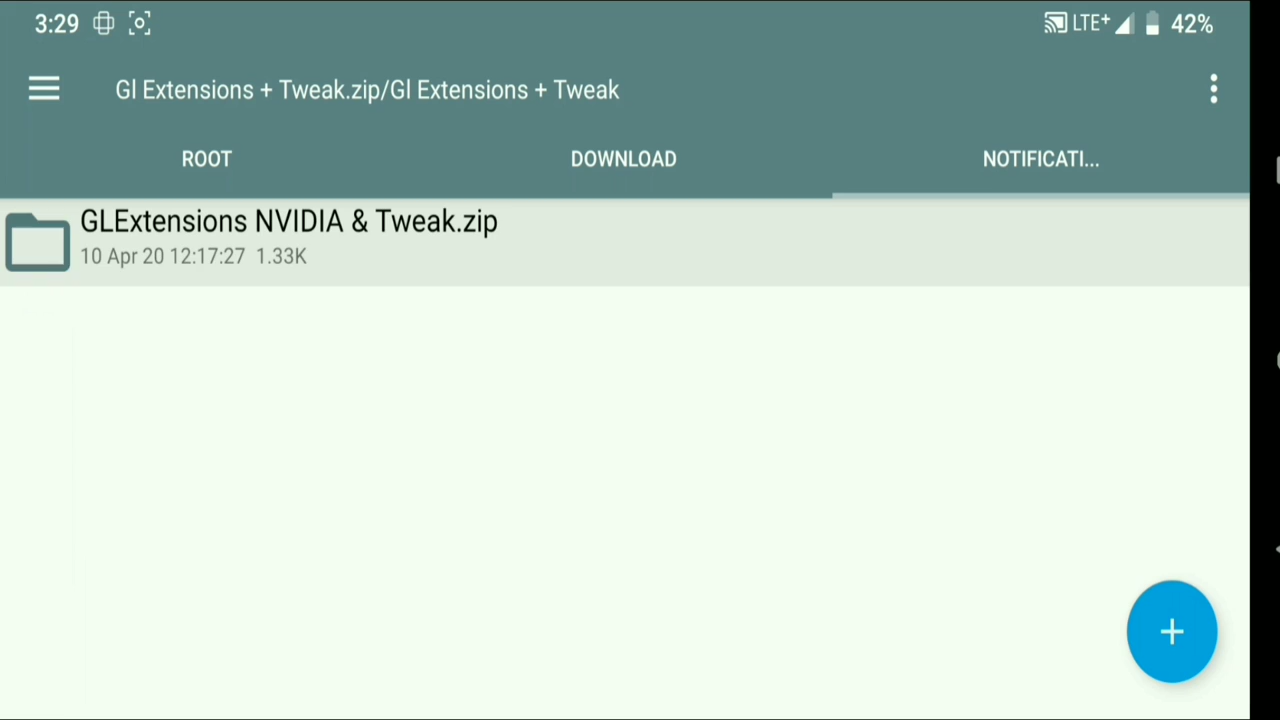 3:29 LTE+ 42%
Gl Extensions + Tweak.zip/Gl Extensions + Tweak
ROOT DOWNLOAD NOTIFICATI...
GLExtensions NVIDIA & Tweak.zip
10 Apr 20 12:17:27 1.33K